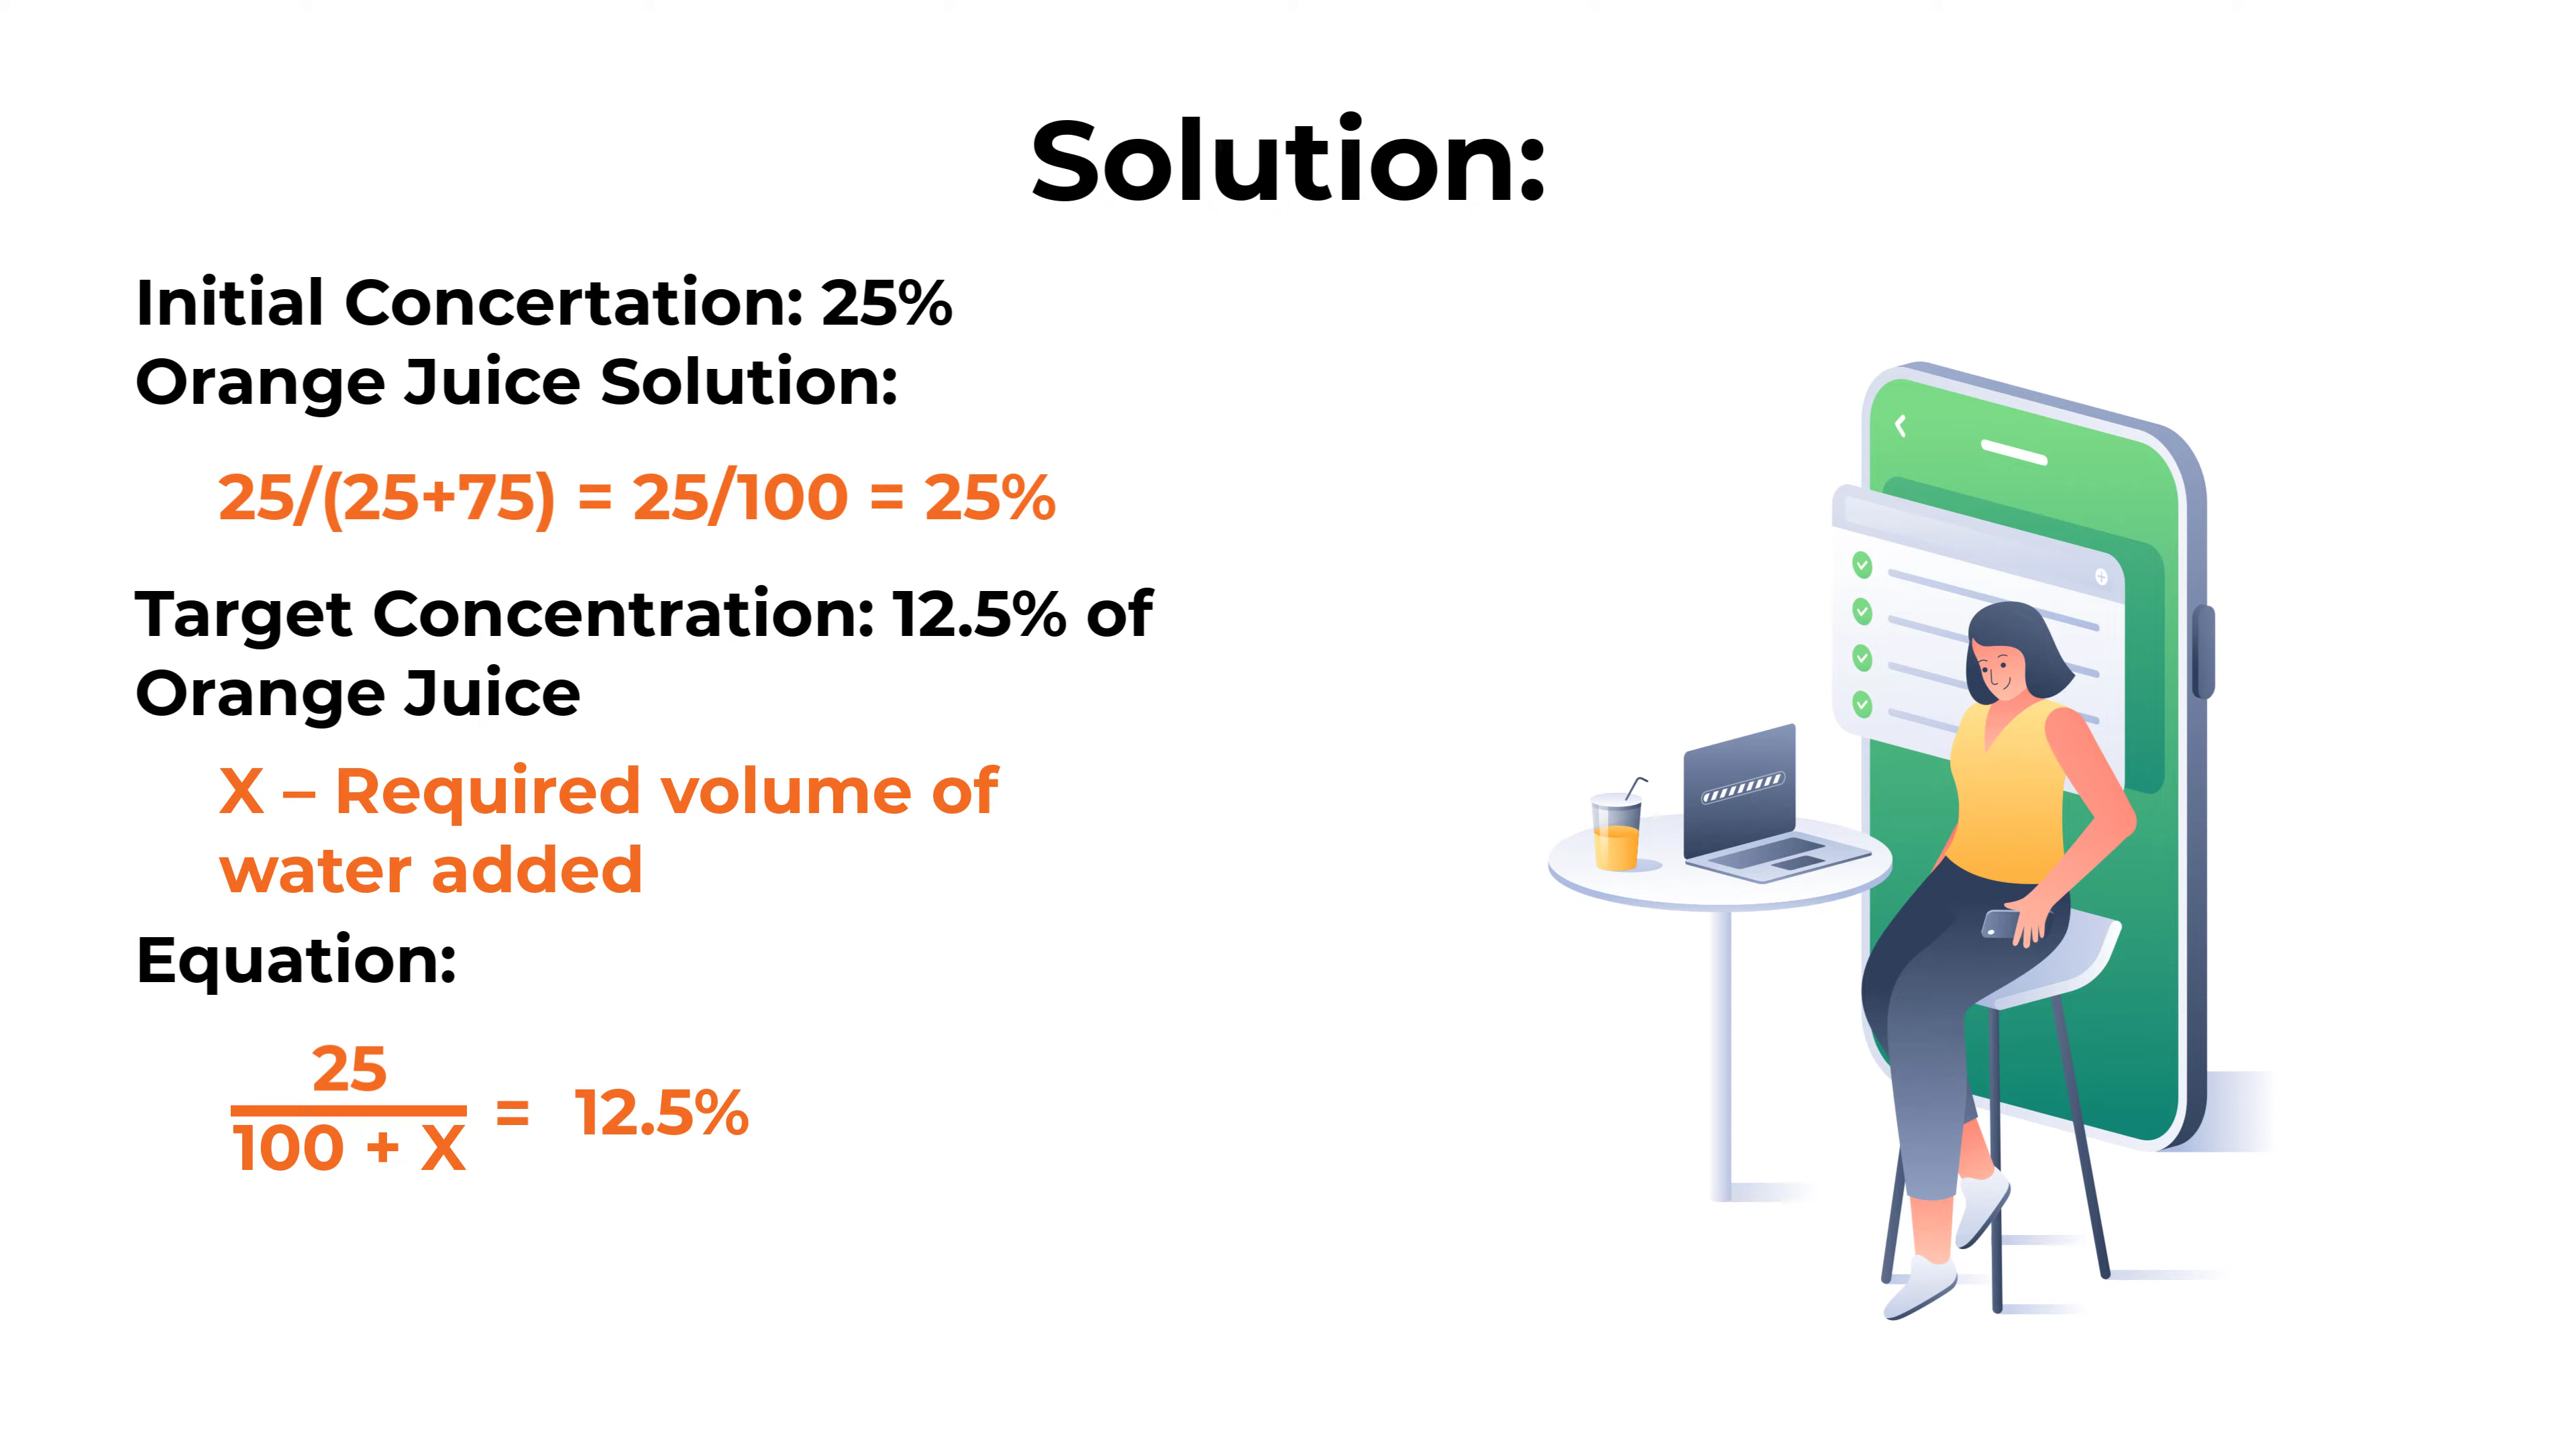 Solution:
Initial Concertation: 25%
Orange Juice Solution:
25/(25+75) = 25/100 = 25%
Target Concentration: 12.5% of
Orange Juice
X – Required volume of
water added
Equation:
25
100 + X
= 12.5%